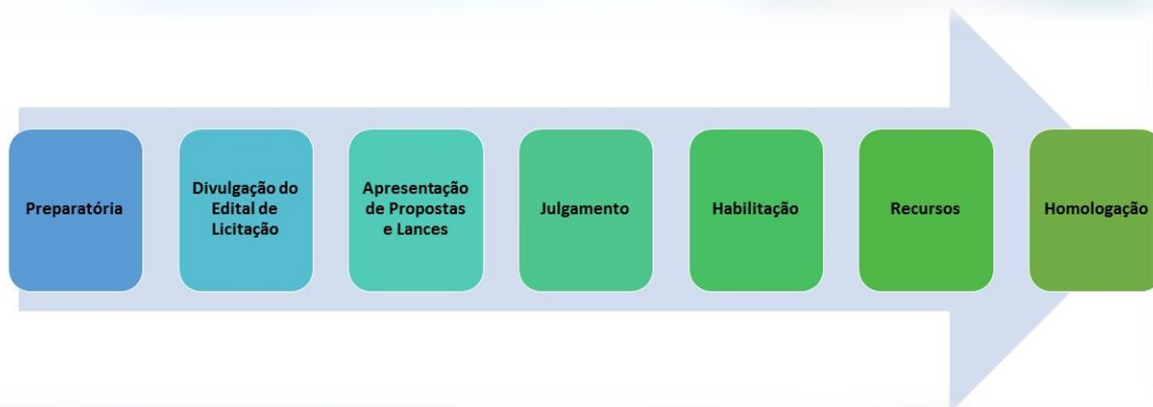 Preparatória
Divulgação do
Edital de
Licitação
Apresentação
de Propostas
e Lances
Julgamento
Habilitação
Recursos
Homologação